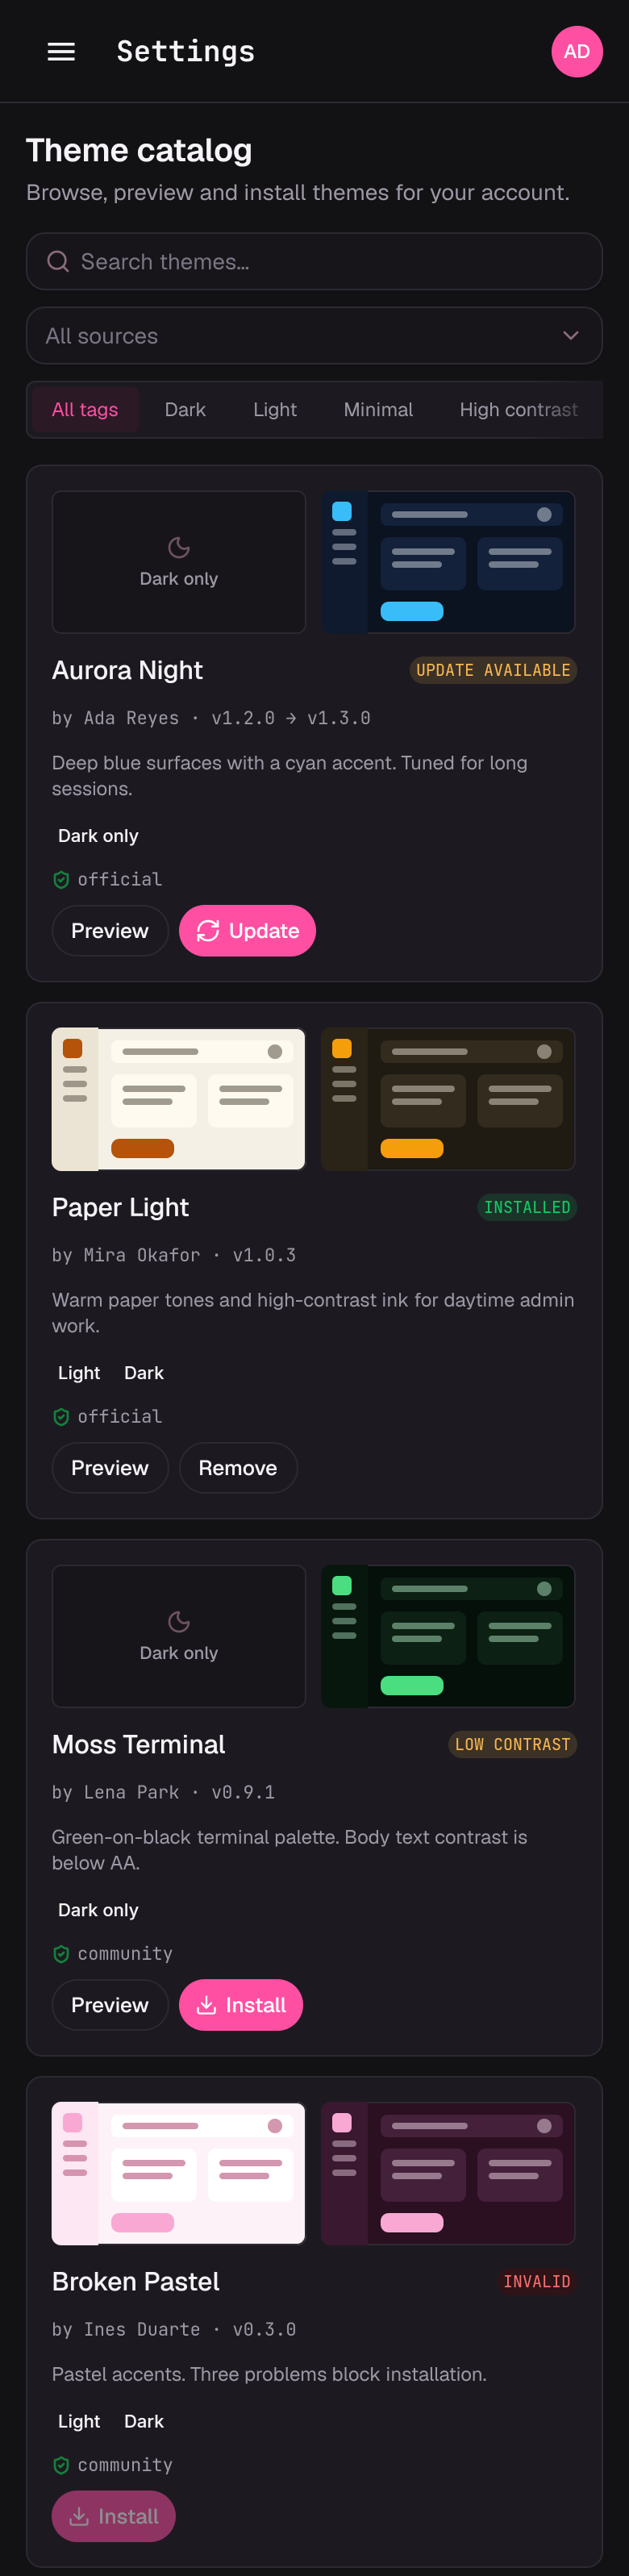 Settings
AD
Theme catalog
Browse, preview and install themes for your account.
Search themes...
All sources
All tags
Dark
Light
Minimal
High contrast
Dark only
Aurora Night
UPDATE AVAILABLE
by Ada Reyes · v1.2.0 → v1.3.0
Deep blue surfaces with a cyan accent. Tuned for long
sessions.
Dark only
official
Preview
Update
Paper Light
INSTALLED
by Mira Okafor · v1.0.3
Warm paper tones and high-contrast ink for daytime admin
work.
Light
Dark
official
Preview
Remove
Dark only
Moss Terminal
LOW CONTRAST
by Lena Park · v0.9.1
Green-on-black terminal palette. Body text contrast is
below AA.
Dark only
community
Preview
Install
Broken Pastel
INVALID
by Ines Duarte · v0.3.0
Pastel accents. Three problems block installation.
Light
Dark
community
Install